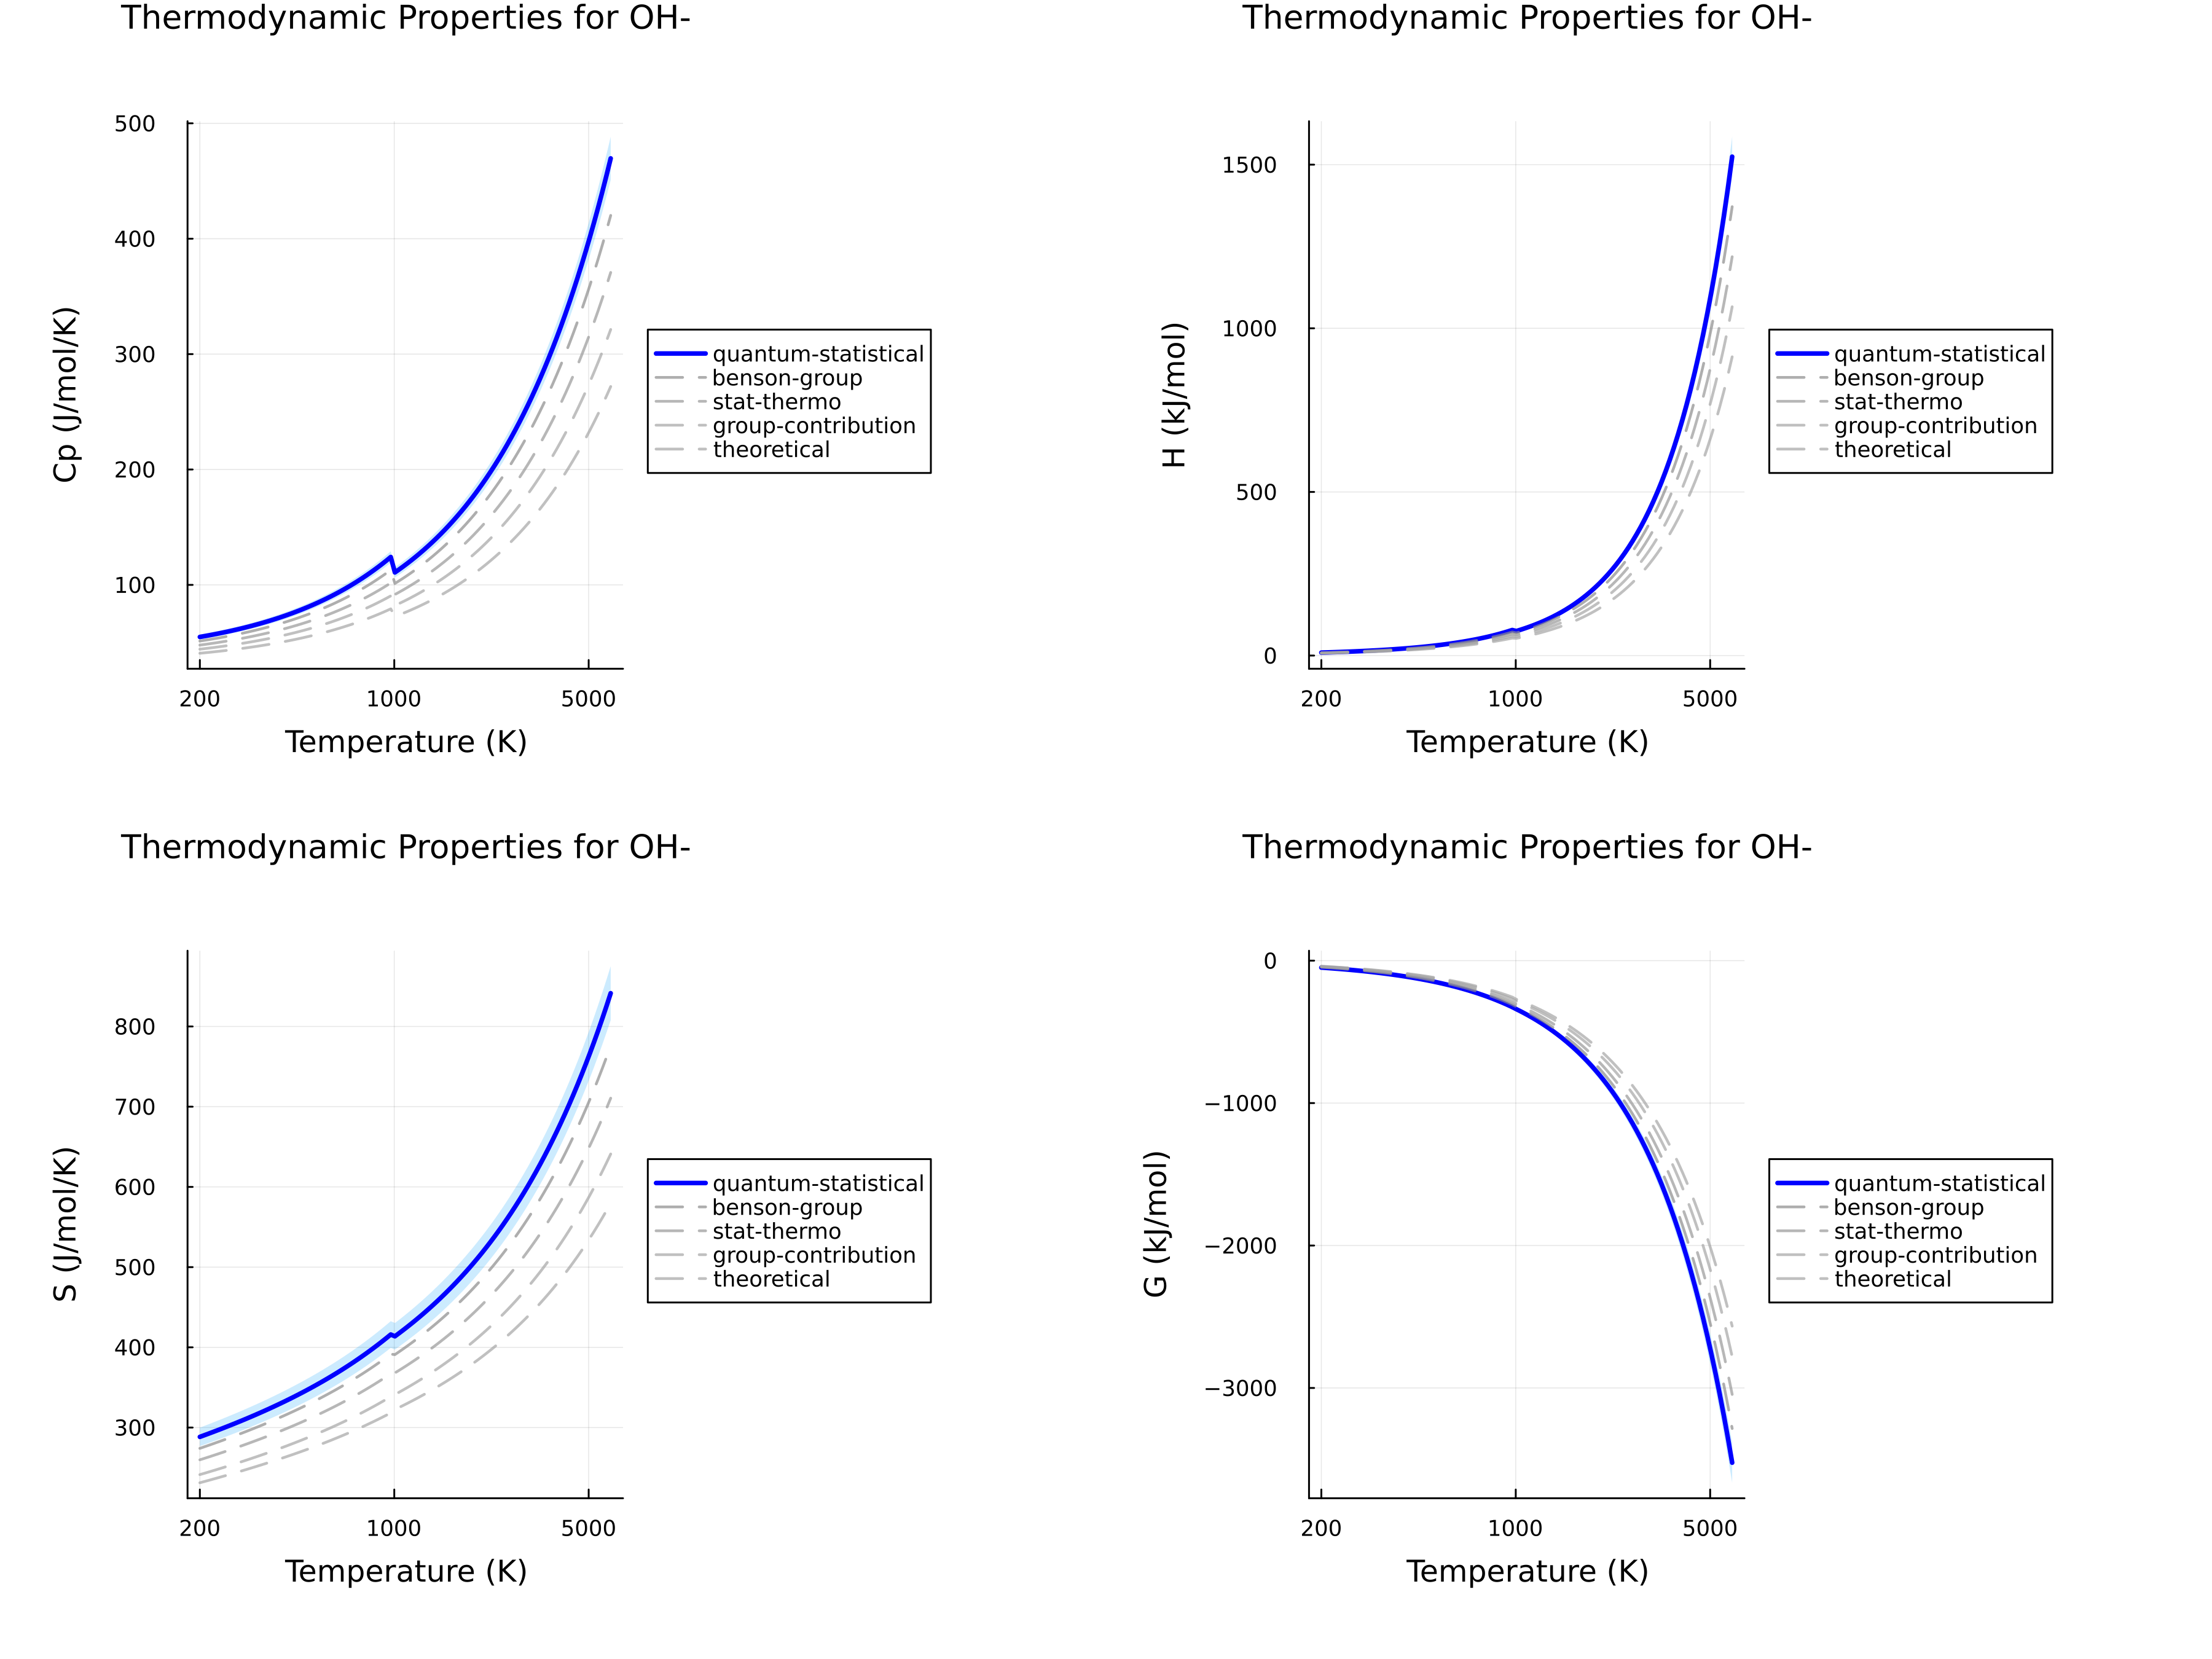 Thermodynamic Properties for OH-
Cp (J/mol/K)
500
400
300
200
100
200 1000 5000
Temperature (K)
quantum-statistical
benson-group
stat-thermo
group-contribution
theoretical
Thermodynamic Properties for OH-
H (kJ/mol)
1500
1000
500
0
200 1000 5000
Temperature (K)
quantum-statistical
benson-group
stat-thermo
group-contribution
theoretical
Thermodynamic Properties for OH-
S (J/mol/K)
800
700
600
500
400
300
200 1000 5000
Temperature (K)
quantum-statistical
benson-group
stat-thermo
group-contribution
theoretical
Thermodynamic Properties for OH-
G (kJ/mol)
0
−1000
−2000
−3000
200 1000 5000
Temperature (K)
quantum-statistical
benson-group
stat-thermo
group-contribution
theoretical